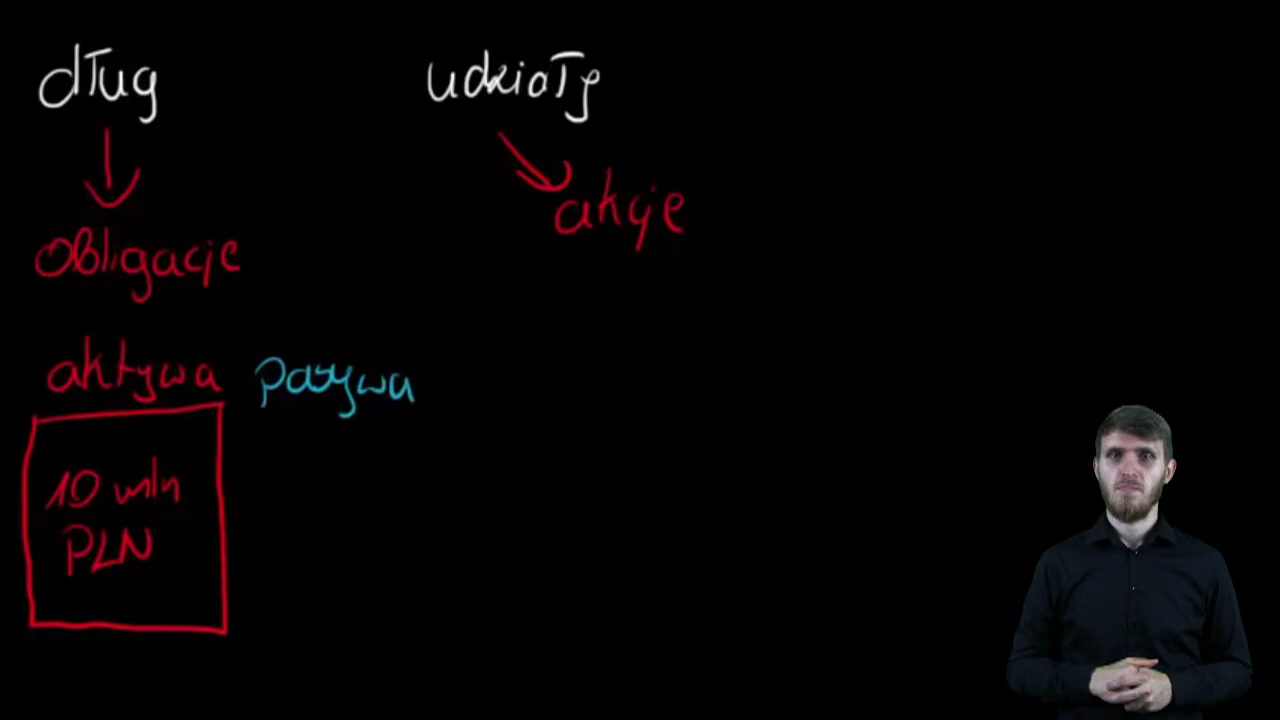 dług
udziały
obligacje
akcje
aktywa
pasywa
10 mln
PLN